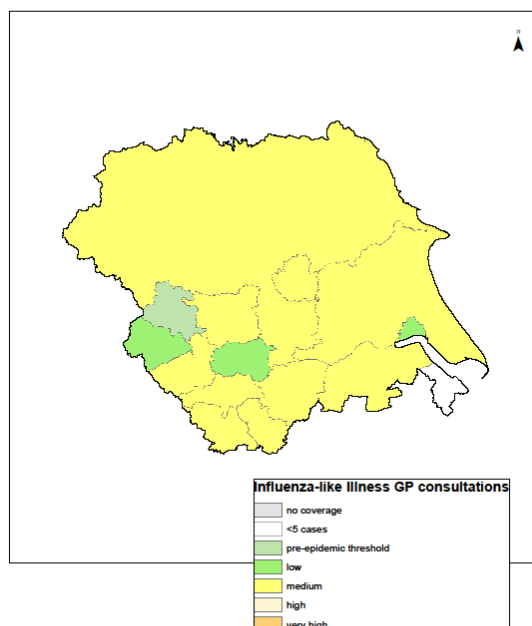 N
Influenza-like Illness GP consultations
no coverage
<5 cases
pre-epidemic threshold
low
medium
high
very high